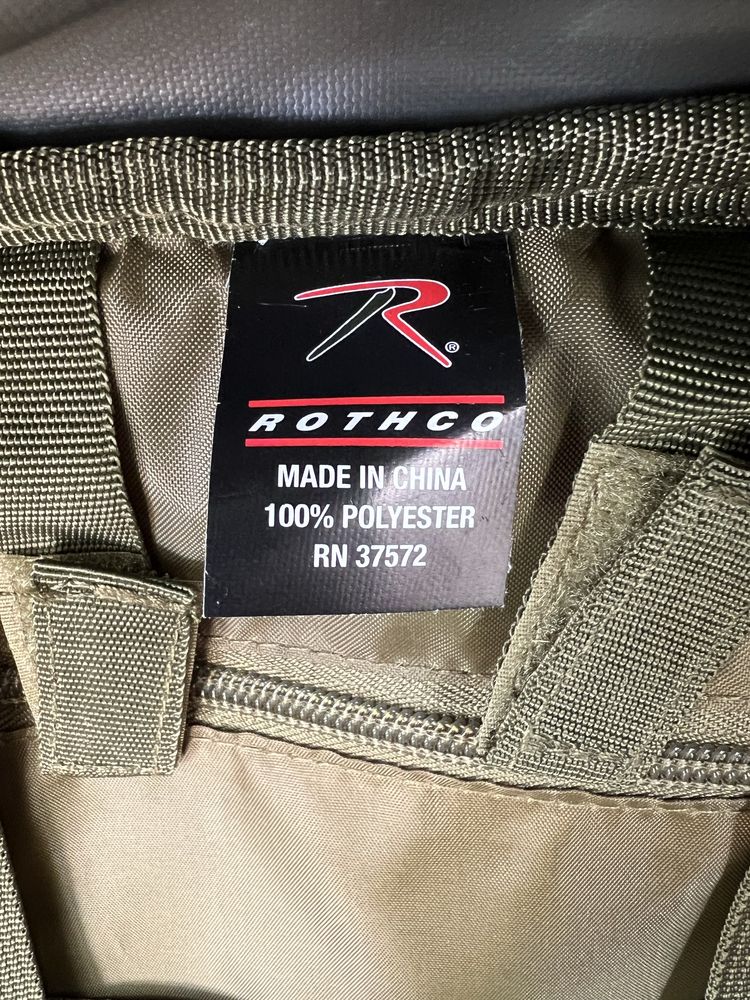 R®
ROTHCO
MADE IN CHINA
100% POLYESTER
RN 37572